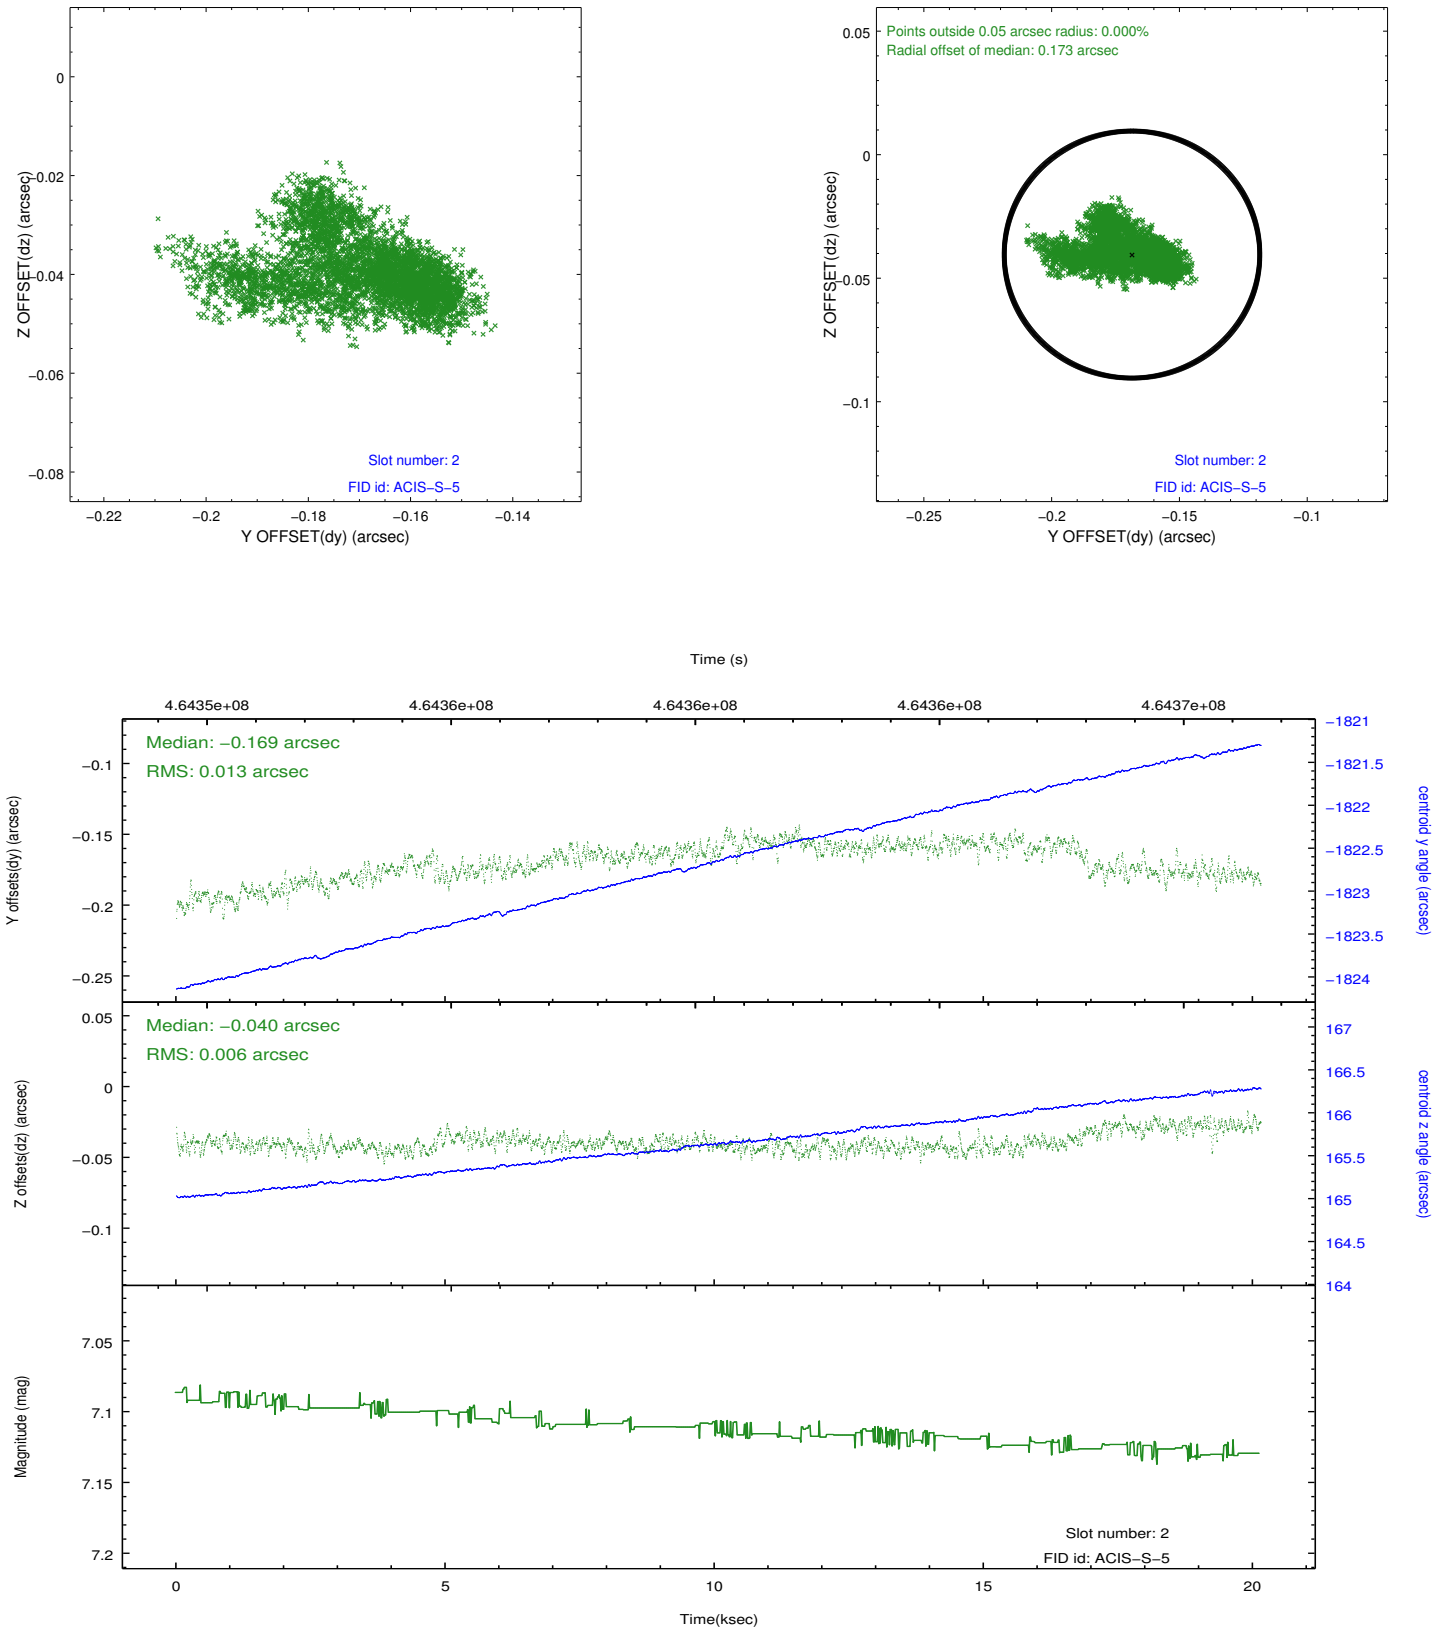 0
−0.02
−0.04
−0.06
−0.08
Z OFFSET(dz) (arcsec)
Slot number: 2
FID id: ACIS−S−5
−0.22
−0.2
−0.18
−0.16
−0.14
Y OFFSET(dy) (arcsec)
Points outside 0.05 arcsec radius: 0.000%
Radial offset of median: 0.173 arcsec
0.05
0
−0.05
−0.1
Z OFFSET(dz) (arcsec)
Slot number: 2
FID id: ACIS−S−5
−0.25
−0.2
−0.15
−0.1
Y OFFSET(dy) (arcsec)
Time (s)
4.6435e+08
4.6436e+08
4.6436e+08
4.6436e+08
4.6437e+08
Median: −0.169 arcsec
RMS: 0.013 arcsec
−0.1
−0.15
−0.2
−0.25
Y offsets(dy) (arcsec)
−1821
−1821.5
−1822
−1822.5
−1823
−1823.5
−1824
centroid y angle (arcsec)
Median: −0.040 arcsec
RMS: 0.006 arcsec
0.05
0
−0.05
−0.1
Z offsets(dz) (arcsec)
167
166.5
166
165.5
165
164.5
164
centroid z angle (arcsec)
7.05
7.1
7.15
7.2
Magnitude (mag)
Slot number: 2
FID id: ACIS−S−5
0
5
10
15
20
Time(ksec)